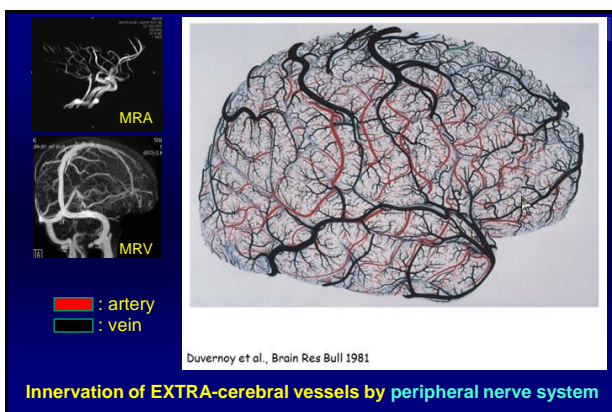 MRA
MRV
: artery
: vein
Duvernoy et al., Brain Res Bull 1981
Innervation of EXTRA-cerebral vessels by peripheral nerve system